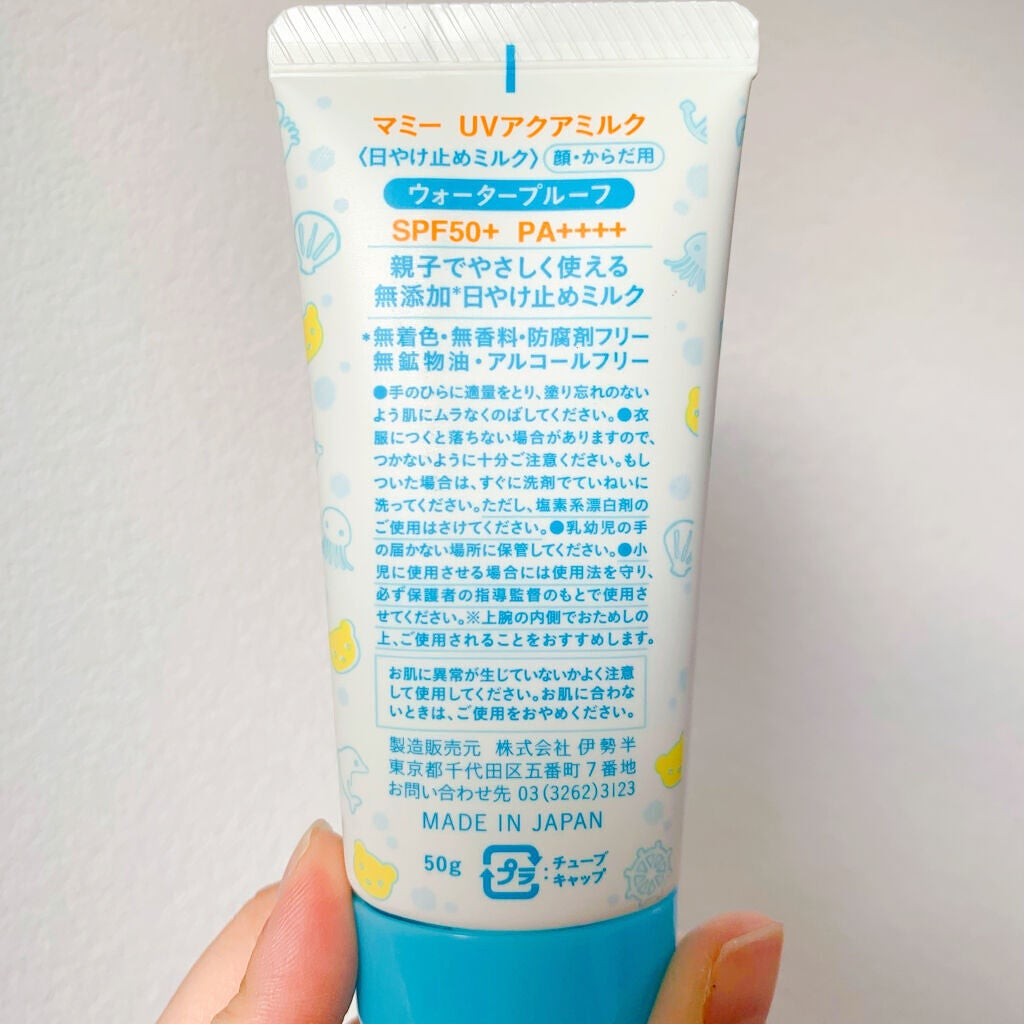 マミー UVアクアミルク
〈日やけ止めミルク〉 顔・からだ用
ウォータープルーフ
SPF50+ PA++++
親子でやさしく使える
無添加*日やけ止めミルク
*無着色・無香料・防腐剤フリー
無鉱物油・アルコールフリー
●手のひらに適量をとり、塗り忘れのない
よう肌にムラなくのばしてください。●衣
服につくと落ちない場合がありますので、
つかないように十分ご注意ください。もし
ついた場合は、すぐに洗剤でていねいに
洗ってください。ただし、塩素系漂白剤の
ご使用はさけてください。●乳幼児の手
の届かない場所に保管してください。●小
児に使用させる場合には使用法を守り、
必ず保護者の指導監督のもとで使用さ
せてください。※上腕の内側でおためしの
上、ご使用されることをおすすめします。
お肌に異常が生じていないかよく注意
して使用してください。お肌に合わな
いときは、ご使用をおやめください。
製造販売元 株式会社 伊勢半
東京都千代田区五番町7番地
お問い合わせ先 03(3262)3123
MADE IN JAPAN
50g プラ : チューブ
キャップ